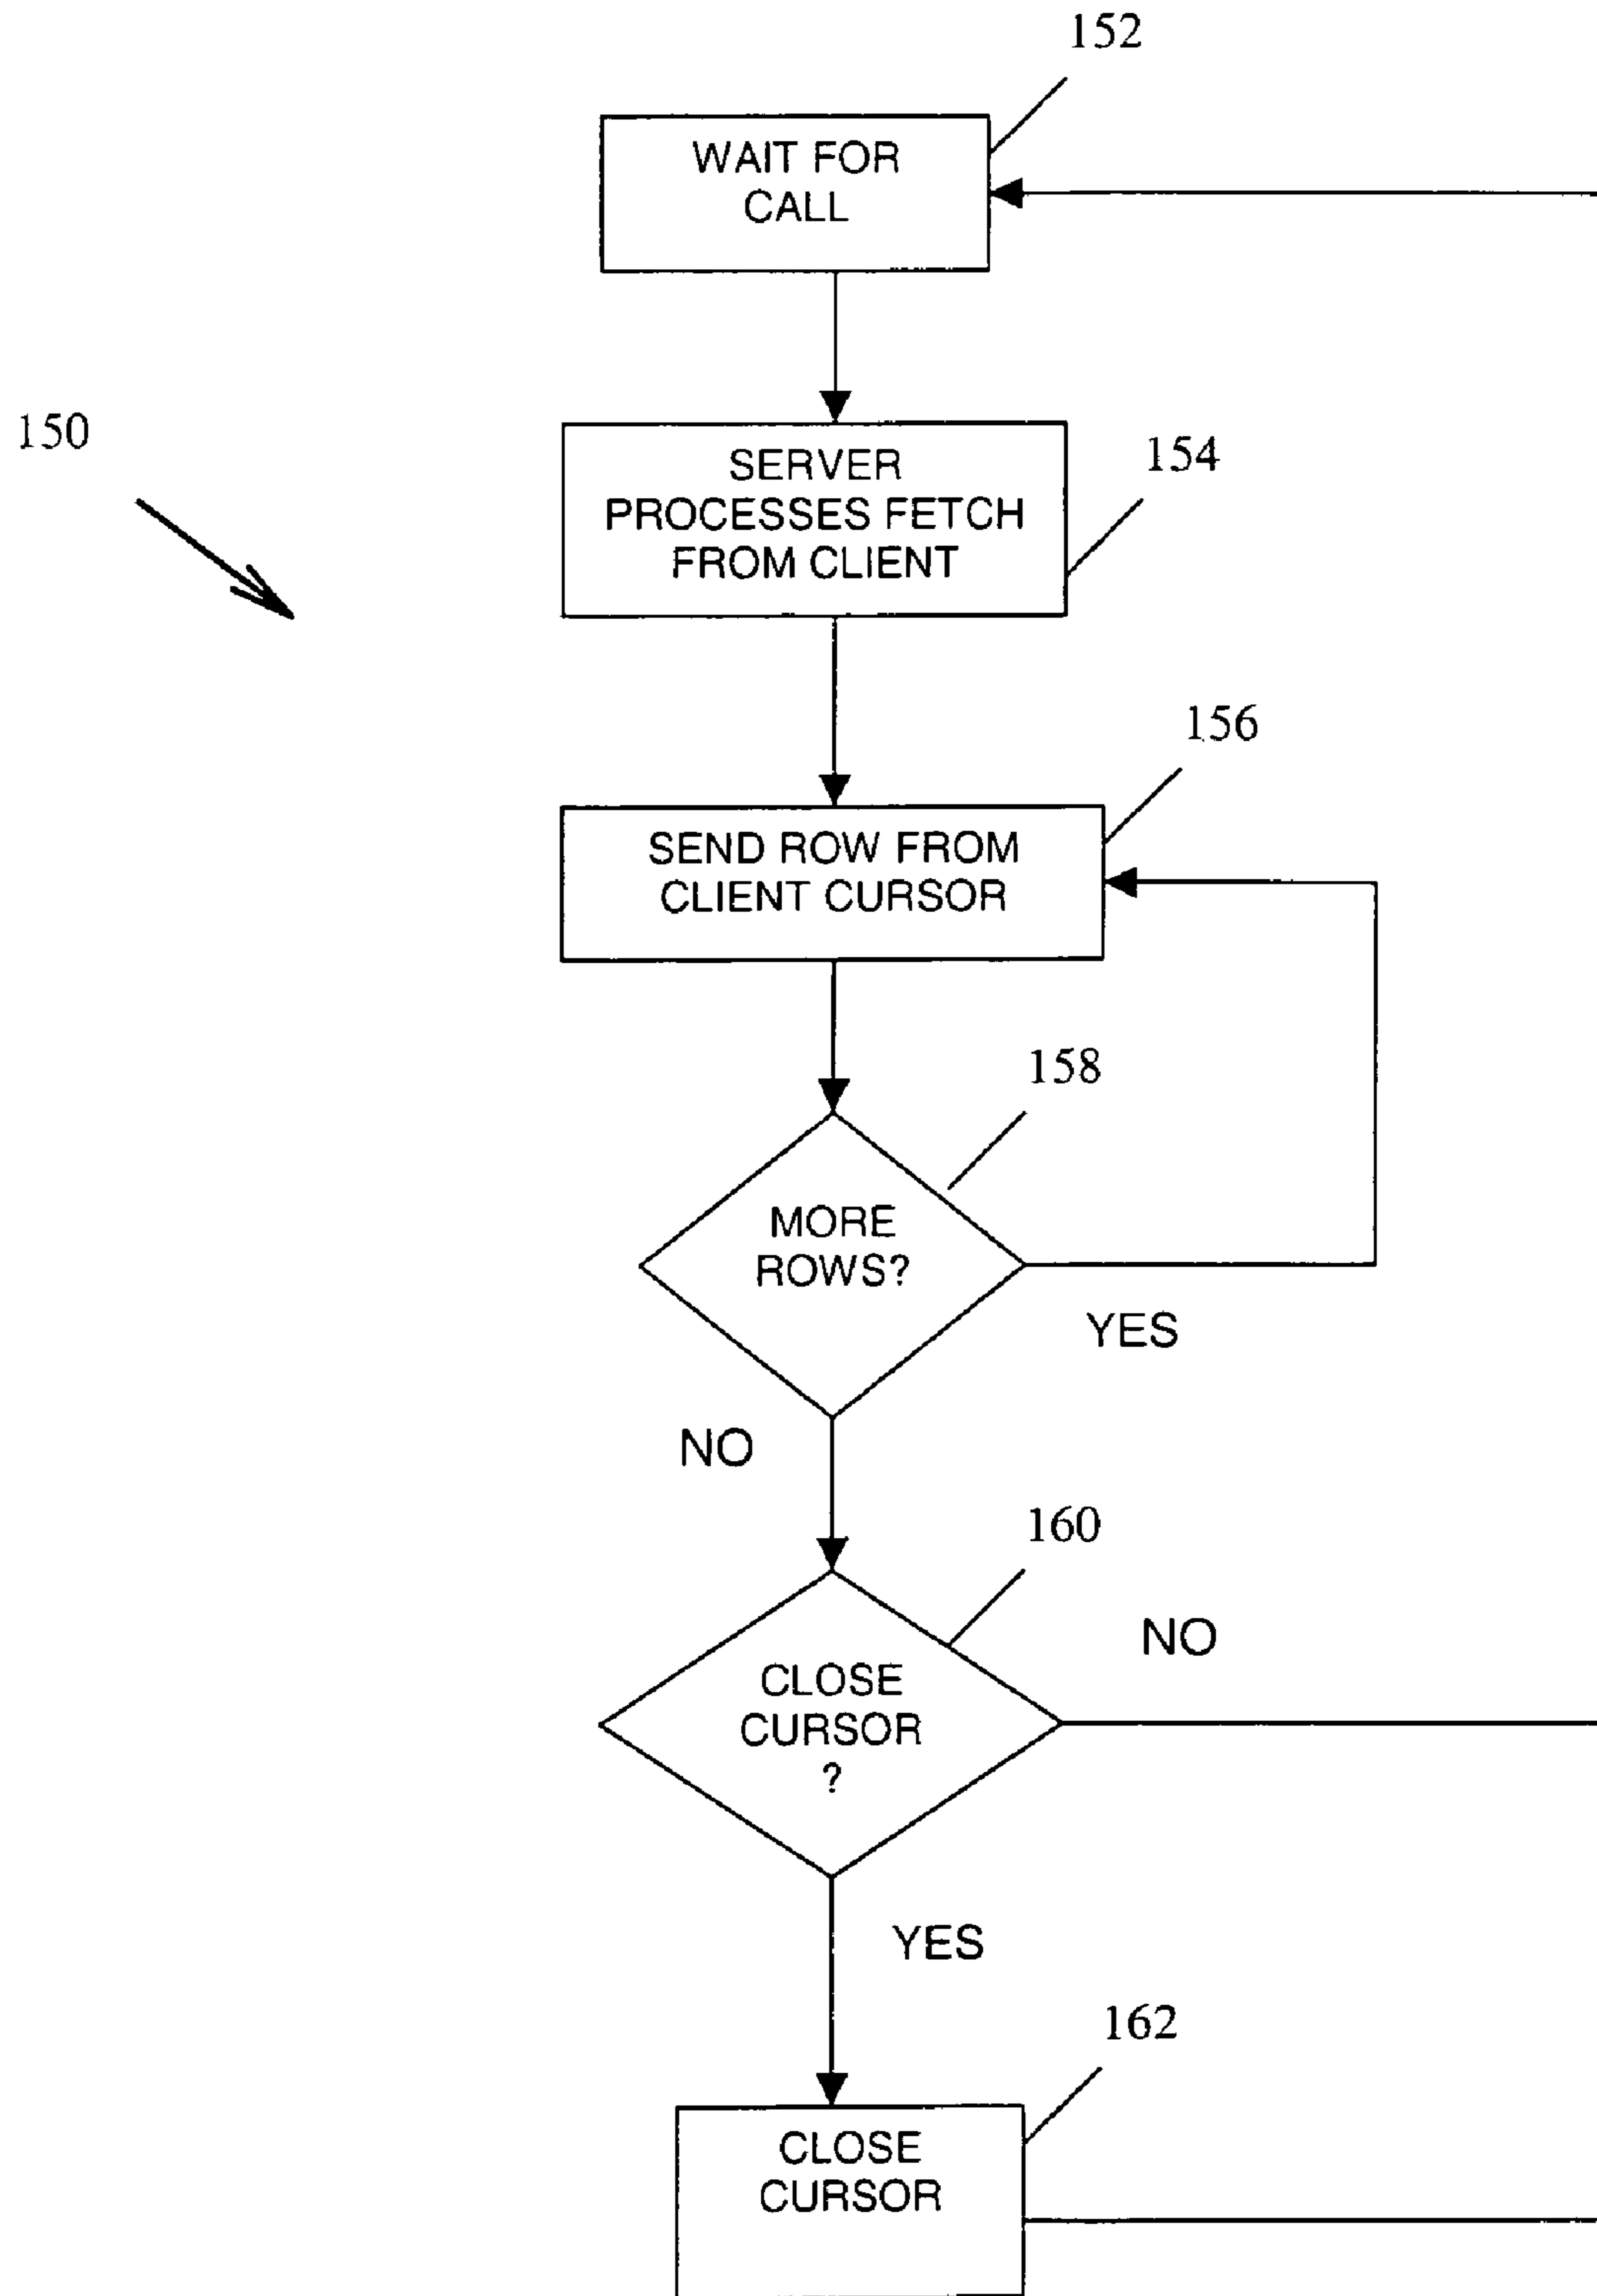 152
WAIT FOR
CALL
150
SERVER
PROCESSES FETCH
FROM CLIENT
154
156
SEND ROW FROM
CLIENT CURSOR
158
MORE
ROWS?
YES
NO
160
NO
CLOSE
CURSOR
?
YES
162
CLOSE
CURSOR